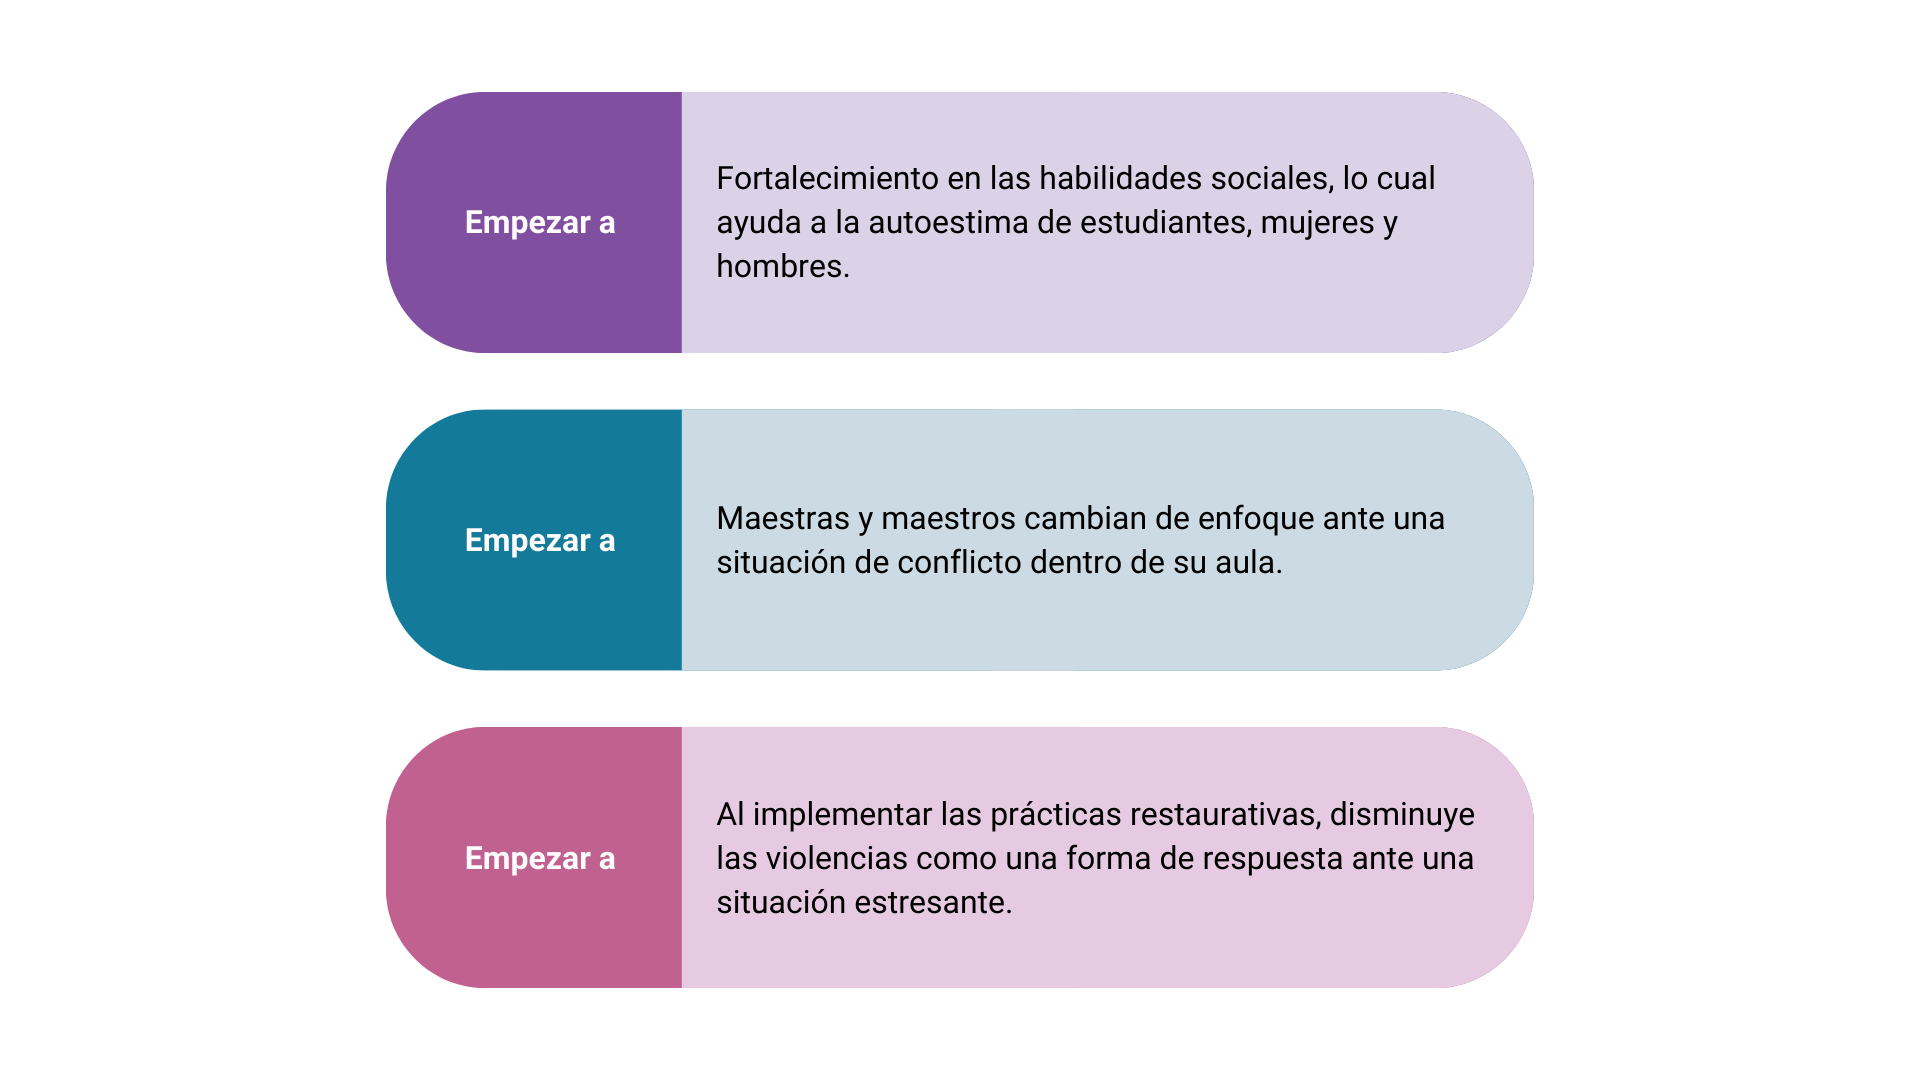 Empezar a
Fortalecimiento en las habilidades sociales, lo cual
ayuda a la autoestima de estudiantes, mujeres y
hombres.
Empezar a
Maestras y maestros cambian de enfoque ante una
situación de conflicto dentro de su aula.
Empezar a
Al implementar las prácticas restaurativas, disminuye
las violencias como una forma de respuesta ante una
situación estresante.